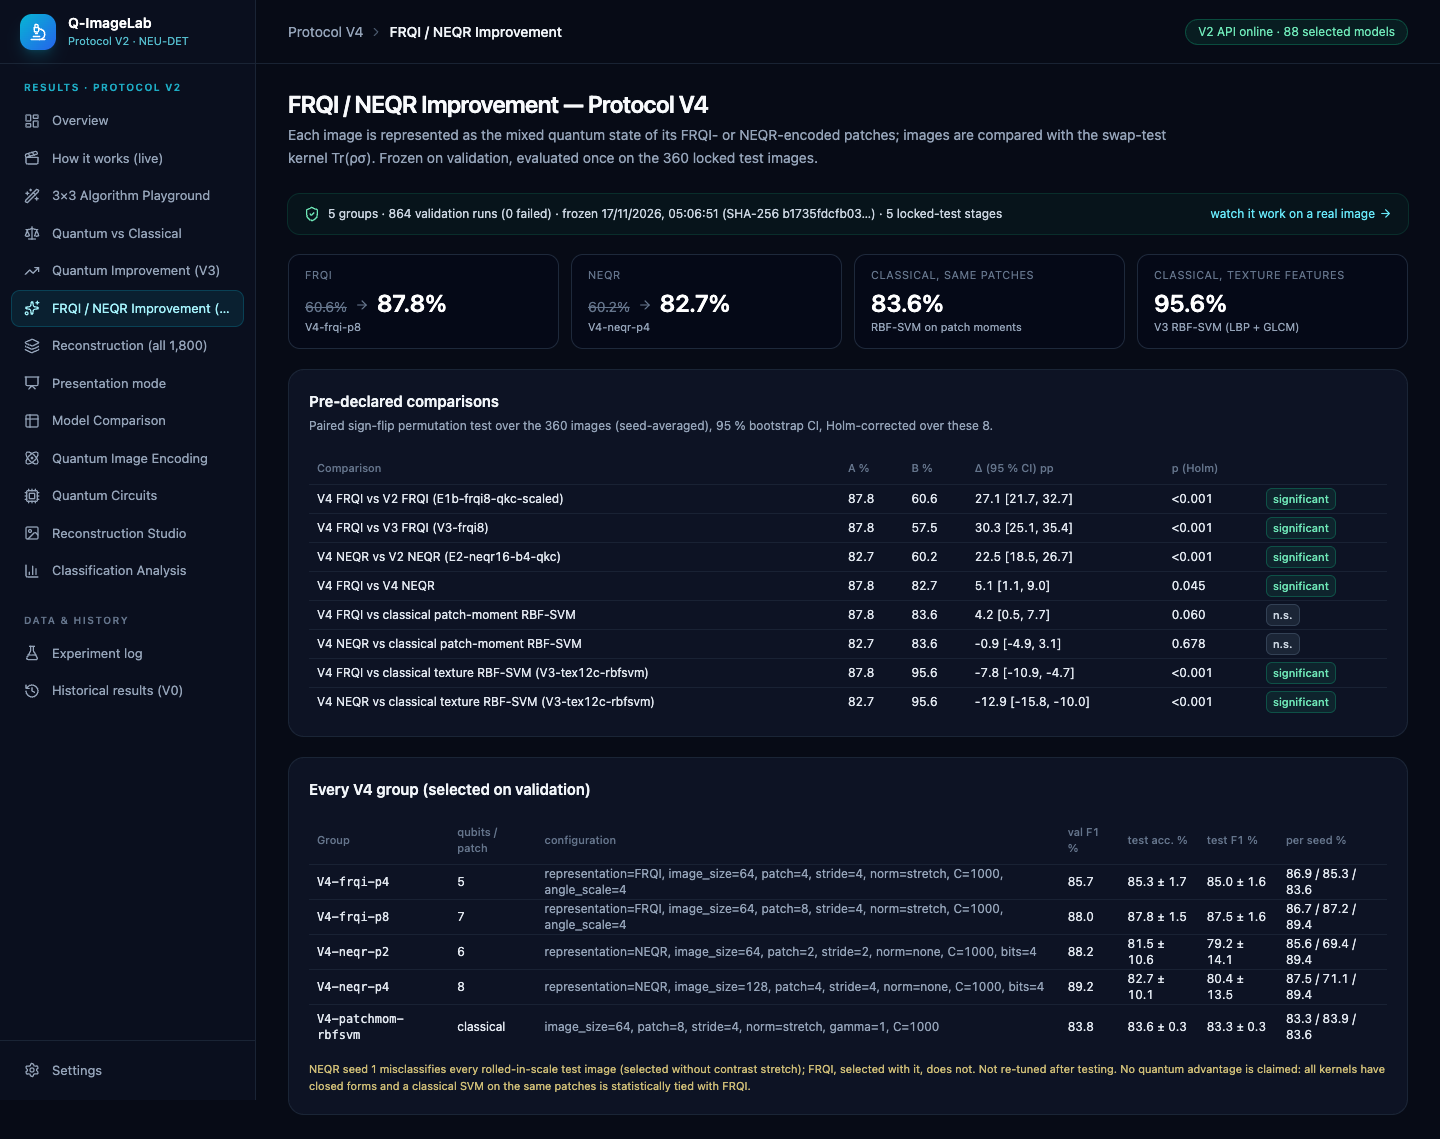 Q-ImageLab
Protocol V2 · NEU-DET
RESULTS · PROTOCOL V2
Overview
How it works (live)
3×3 Algorithm Playground
Quantum vs Classical
Quantum Improvement (V3)
FRQI / NEQR Improvement (...
Reconstruction (all 1,800)
Presentation mode
Model Comparison
Quantum Image Encoding
Quantum Circuits
Reconstruction Studio
Classification Analysis
DATA & HISTORY
Experiment log
Historical results (V0)
Settings
Protocol V4 > FRQI / NEQR Improvement
V2 API online · 88 selected models
FRQI / NEQR Improvement — Protocol V4
Each image is represented as the mixed quantum state of its FRQI- or NEQR-encoded patches; images are compared with the swap-test
kernel Tr(ρσ). Frozen on validation, evaluated once on the 360 locked test images.
5 groups · 864 validation runs (0 failed) · frozen 17/11/2026, 05:06:51 (SHA-256 b1735fdcfb03…) · 5 locked-test stages
watch it work on a real image →
FRQI
60.6% → 87.8%
V4-frqi-p8
NEQR
60.2% → 82.7%
V4-neqr-p4
CLASSICAL, SAME PATCHES
83.6%
RBF-SVM on patch moments
CLASSICAL, TEXTURE FEATURES
95.6%
V3 RBF-SVM (LBP + GLCM)
Pre-declared comparisons
Paired sign-flip permutation test over the 360 images (seed-averaged), 95 % bootstrap CI, Holm-corrected over these 8.
Comparison A % B % Δ (95 % CI) pp p (Holm)
V4 FRQI vs V2 FRQI (E1b-frqi8-qkc-scaled) 87.8 60.6 27.1 [21.7, 32.7] <0.001 significant
V4 FRQI vs V3 FRQI (V3-frqi8) 87.8 57.5 30.3 [25.1, 35.4] <0.001 significant
V4 NEQR vs V2 NEQR (E2-neqr16-b4-qkc) 82.7 60.2 22.5 [18.5, 26.7] <0.001 significant
V4 FRQI vs V4 NEQR 87.8 82.7 5.1 [1.1, 9.0] 0.045 significant
V4 FRQI vs classical patch-moment RBF-SVM 87.8 83.6 4.2 [0.5, 7.7] 0.060 n.s.
V4 NEQR vs classical patch-moment RBF-SVM 82.7 83.6 -0.9 [-4.9, 3.1] 0.678 n.s.
V4 FRQI vs classical texture RBF-SVM (V3-tex12c-rbfsvm) 87.8 95.6 -7.8 [-10.9, -4.7] <0.001 significant
V4 NEQR vs classical texture RBF-SVM (V3-tex12c-rbfsvm) 82.7 95.6 -12.9 [-15.8, -10.0] <0.001 significant
Every V4 group (selected on validation)
Group qubits / patch configuration val F1 % test acc. % test F1 % per seed %
V4-frqi-p4 5 representation=FRQI, image_size=64, patch=4, stride=4, norm=stretch, C=1000, angle_scale=4 85.7 85.3 ± 1.7 85.0 ± 1.6 86.9 / 85.3 / 83.6
V4-frqi-p8 7 representation=FRQI, image_size=64, patch=8, stride=4, norm=stretch, C=1000, angle_scale=4 88.0 87.8 ± 1.5 87.5 ± 1.6 86.7 / 87.2 / 89.4
V4-neqr-p2 6 representation=NEQR, image_size=64, patch=2, stride=2, norm=none, C=1000, bits=4 88.2 81.5 ± 10.6 79.2 ± 14.1 85.6 / 69.4 / 89.4
V4-neqr-p4 8 representation=NEQR, image_size=128, patch=4, stride=4, norm=none, C=1000, bits=4 89.2 82.7 ± 10.1 80.4 ± 13.5 87.5 / 71.1 / 89.4
V4-patchmom-rbfsvm classical image_size=64, patch=8, stride=4, norm=stretch, gamma=1, C=1000 83.8 83.6 ± 0.3 83.3 ± 0.3 83.3 / 83.9 / 83.6
NEQR seed 1 misclassifies every rolled-in-scale test image (selected without contrast stretch); FRQI, selected with it, does not. Not re-tuned after testing. No quantum advantage is claimed: all kernels have
closed forms and a classical SVM on the same patches is statistically tied with FRQI.